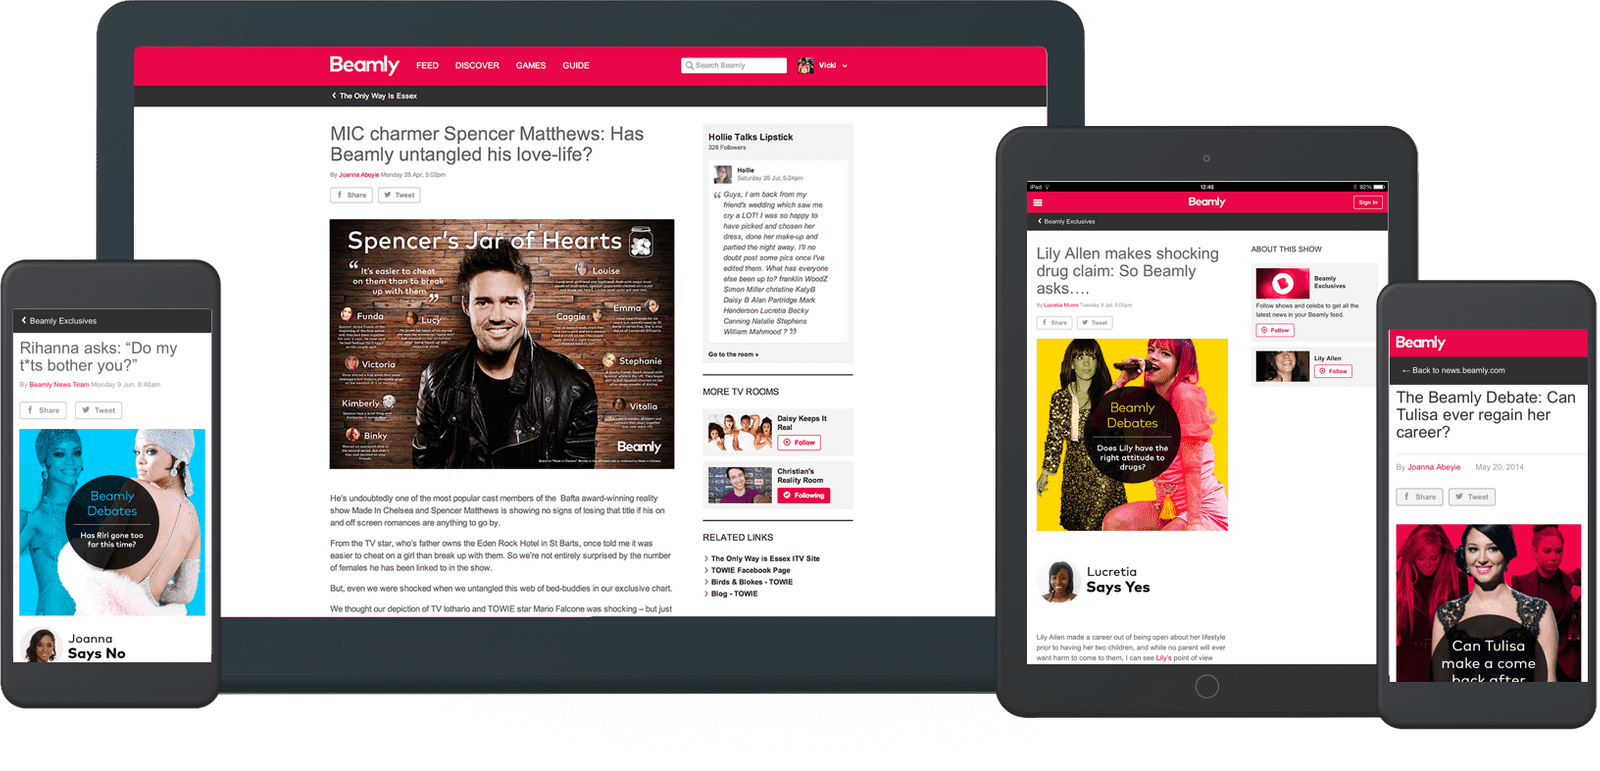 Beamly
FEED
DISCOVER
GAMES
GUIDE
Search Beamly
Vicki
The Only Way is Essex
MIC charmer Spencer Matthews: Has
Beamly untangled his love-life?
By Joanna Abeyie Monday 28 Apr, 5:02pm
Share
Tweet
Spencer's Jar of Hearts
“It's easier to cheat
on them than to break
up with them.”
Funda
Lucy
Victoria
Kimberly
Binky
Louise
Emma
Caggie
Stephanie
Vitalia
Beamly
He's undoubtedly one of the most popular cast members of the Bafta award-winning reality
show Made In Chelsea and Spencer Matthews is showing no signs of losing that title if his on
and off screen romances are anything to go by.
From the TV star, who's father owns the Eden Rock Hotel in St Barts, once told me it was
easier to cheat on a girl than break up with them. So we're not entirely surprised by the number
of females he has been linked to in the show.
But, even we were shocked when we untangled this web of bed-buddies in our exclusive chart.
We thought our depiction of TV lothario and TOWIE star Mario Falcone was shocking – but just
Hollie Talks Lipstick
328 Followers
Hollie
Saturday 26 Jul, 5:24pm
“ Guys, I am back from my
friend's wedding which saw me
cry a LOT! I was so happy to
have picked and chosen her
dress, done her make-up and
partied the night away. I'll no
doubt post some pics once I've
edited them. What has everyone
else been up to? franklin WoodZ
Simon Miller christine KatyB
Daisy B Alan Partridge Mark
Henderson Lucretia Becky
Canning Natalie Stephens
William Mahmood ? ”
Go to the room »
MORE TV ROOMS
Daisy Keeps It
Real
Follow
Christian's
Reality Room
Following
RELATED LINKS
The Only Way is Essex ITV Site
TOWIE Facebook Page
Birds & Blokes - TOWIE
Blog - TOWIE
Beamly Exclusives
Rihanna asks: “Do my
t*ts bother you?”
By Beamly News Team Monday 9 Jun, 8:48am
Share
Tweet
Beamly
Debates
Has Riri gone too
far this time?
Joanna
Says No
iPad
12:46
92%
Beamly
Sign In
Beamly Exclusives
Lily Allen makes shocking
drug claim: So Beamly
asks….
By Lucretia Munro Tuesday 8 Jul, 5:00pm
Share
Tweet
Beamly
Debates
Does Lily have the
right attitude to
drugs?
Lucretia
Says Yes
Lily Allen made a career out of being open about her lifestyle
prior to having her two children, and while no parent will ever
want harm to come to them, I can see Lily's point of view
ABOUT THIS SHOW
Beamly
Exclusives
Follow shows and celebs to get all the
latest news in your Beamly feed.
Follow
Lily Allen
Follow
Beamly
Back to news.beamly.com
The Beamly Debate: Can
Tulisa ever regain her
career?
By Joanna Abeyie May 20, 2014
Share
Tweet
Can Tulisa
make a come
back after